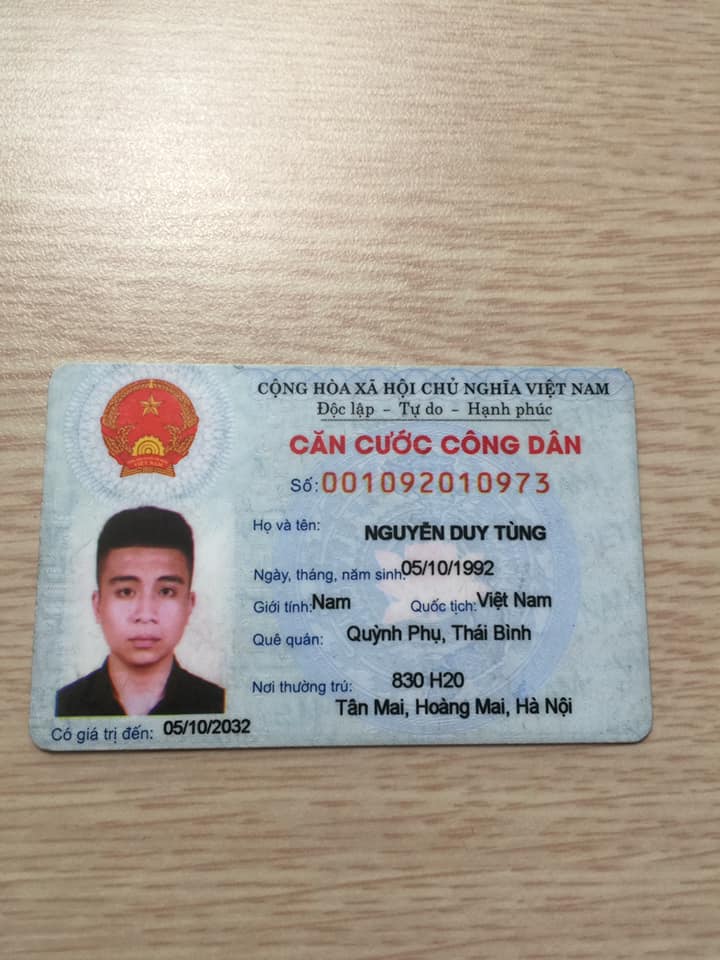 CỘNG HÒA XÃ HỘI CHỦ NGHĨA VIỆT NAM
Độc lập - Tự do - Hạnh phúc
CĂN CƯỚC CÔNG DÂN
Số: 001092010973
Họ và tên: NGUYỄN DUY TÙNG
Ngày, tháng, năm sinh: 05/10/1992
Giới tính: Nam Quốc tịch: Việt Nam
Quê quán: Quỳnh Phụ, Thái Bình
Nơi thường trú: 830 H20
Tân Mai, Hoàng Mai, Hà Nội
Có giá trị đến: 05/10/2032
VIỆT NAM